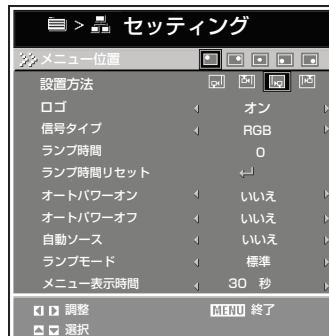 > セッティング
メニュー位置
設置方法
ロゴ オン
信号タイプ RGB
ランプ時間 0
ランプ時間リセット
オートパワーオン いいえ
オートパワーオフ いいえ
自動ソース いいえ
ランプモード 標準
メニュー表示時間 30 秒
調整 MENU 終了
選択